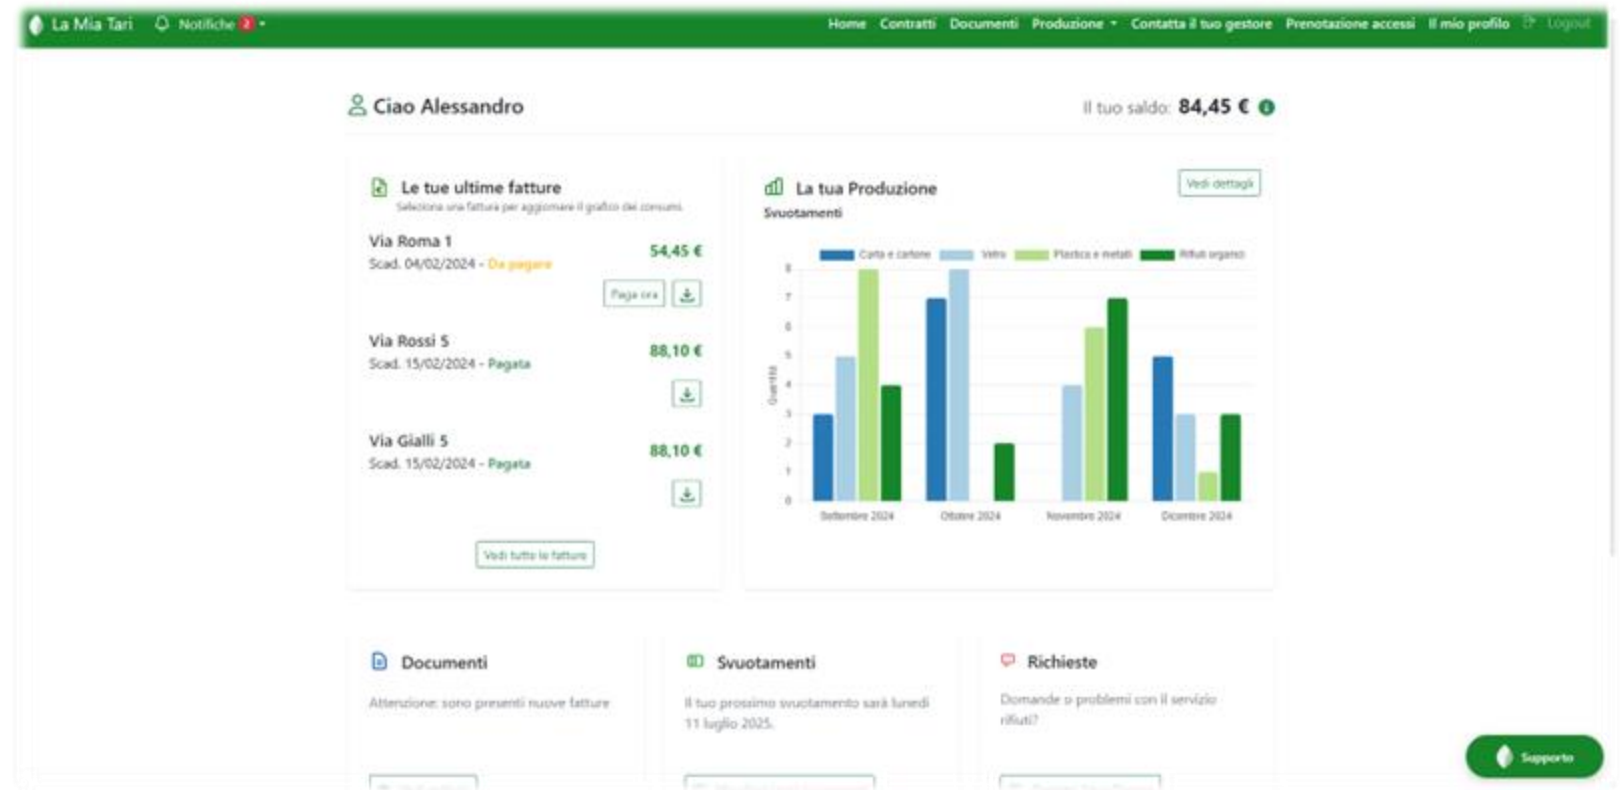 La Mia Tari Notifiche 2
Home Contratti Documenti Produzione Contatta il tuo gestore Prenotazione accessi Il mio profilo Logout
Ciao Alessandro
Il tuo saldo: 84,45 €
Le tue ultime fatture
Seleziona una fattura per aggiornare il grafico dei consumi.
Via Roma 1
54,45 €
Scad. 04/02/2024 - Da pagare
Paga ora
Via Rossi 5
88,10 €
Scad. 15/02/2024 - Pagata
Via Gialli 5
88,10 €
Scad. 15/02/2024 - Pagata
Vedi tutte le fatture
La tua Produzione
Vedi dettagli
Svuotamenti
Carta e cartone Vetro Plastica e metalli Rifiuti organici
Quantità
8
7
6
5
4
3
2
1
0
Settembre 2024 Ottobre 2024 Novembre 2024 Dicembre 2024
Documenti
Attenzione: sono presenti nuove fatture
Svuotamenti
Il tuo prossimo svuotamento sarà lunedì
11 luglio 2025.
Richieste
Domande o problemi con il servizio
rifiuti?
Supporto